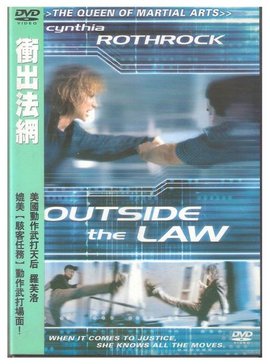 DVD
VIDEO
衝出法網
美國動作武打天后 羅芙洛
媲美【駭客任務】動作武打場面!
>THE QUEEN OF MARTIAL ARTS>>
cynthia
ROTHROCK
OUTSIDE
the LAW
WHEN IT COMES TO JUSTICE,
SHE KNOWS ALL THE MOVES.
DVD
VIDEO